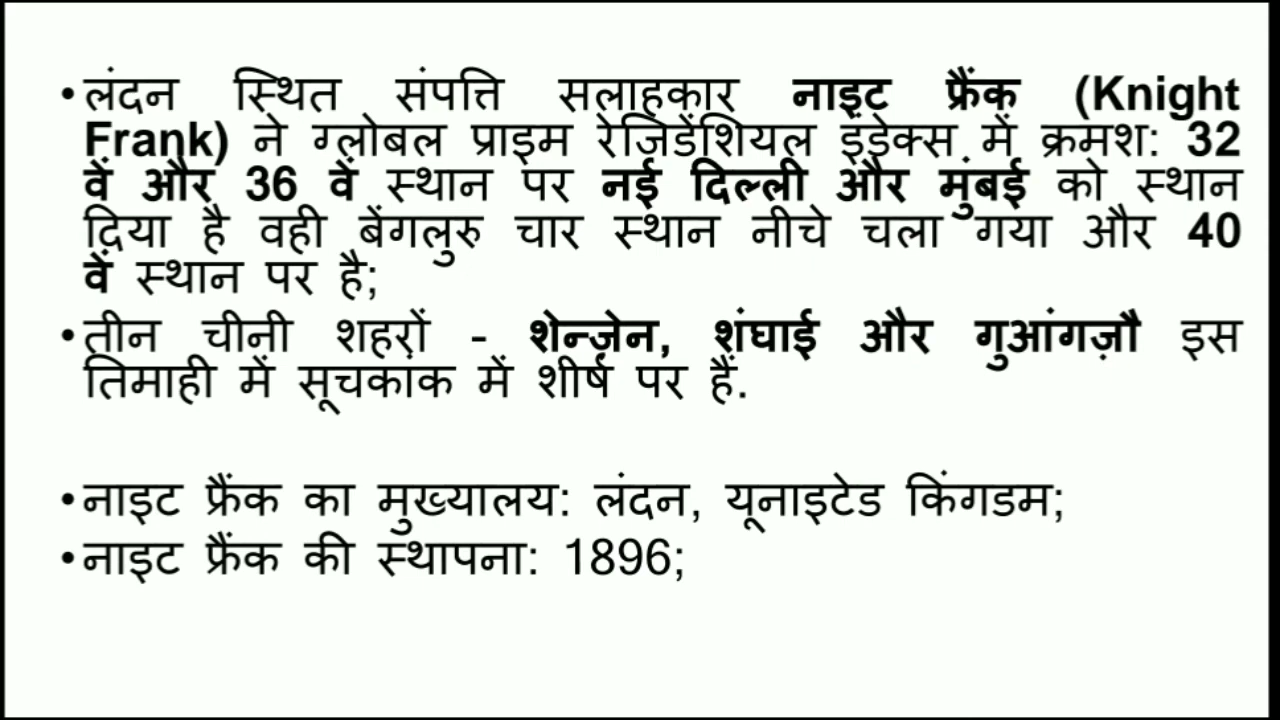 •लंदन स्थित संपत्ति सलाहकार नाइट फ्रैंक (Knight
Frank) ने ग्लोबल प्राइम रेजिडेंशियल इंडेक्स में क्रमश: 32
वें और 36 वें स्थान पर नई दिल्ली और मुंबई को स्थान
दिया है वही बेंगलुरु चार स्थान नीचे चला गया और 40
वें स्थान पर है;
•तीन चीनी शहरों - शेन्ज़ेन, शंघाई और गुआंगज़ौ इस
तिमाही में सूचकांक में शीर्ष पर हैं.
•नाइट फ्रैंक का मुख्यालय: लंदन, यूनाइटेड किंगडम;
•नाइट फ्रैंक की स्थापना: 1896;